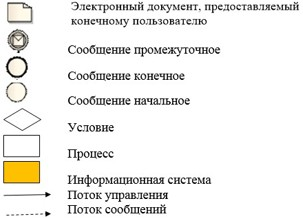 Электронный документ, предоставляемый
конечному пользователю
Сообщение промежуточное
Сообщение конечное
Сообщение начальное
Условие
Процесс
Информационная система
Поток управления
Поток сообщений